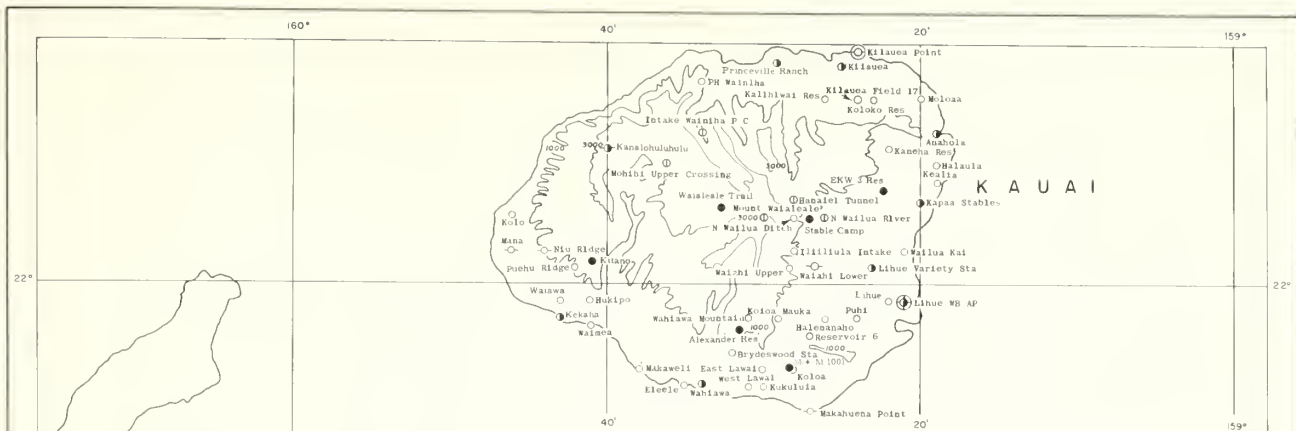 160°
40'
20'
159°
Kilauea Point
Princeville Ranch
Kilauea
PH Wainiha
Kilauea Field 17
Kalihiwai Res
Moloaa
Koloko Res
Intake Wainiha P C
Anahola
1000
3000
Kanalohuluhulu
Kaneha Res
3000
Halaula
Mohihi Upper Crossing
Kealia
EKW 3 Res
KAUAI
Waialeale Trail
Hanalei Tunnel
Kapaa Stables
Mount Waialeale
Kolo
3000
N Wailua River
N Wailua Ditch
Stable Camp
Mana
Niu Ridge
Iliiliula Intake
Wailua Kai
Kitano
Puehu Ridge
Waiahi Upper
Lihue Variety Sta
Waiahi Lower
22°
22°
Waiawa
Hukipo
Lihue
Lihue WB AP
Kekaha
Wahiawa Mountain
Koloa Mauka
Puhi
Waimea
Halenanaho
1000
Alexander Res
Reservoir 6
1000
Brydeswood Sta
Makaweli
East Lawai
Koloa
West Lawai
Eleele
Wahiawa
Kukuiula
Makahuena Point
40'
20'
159°